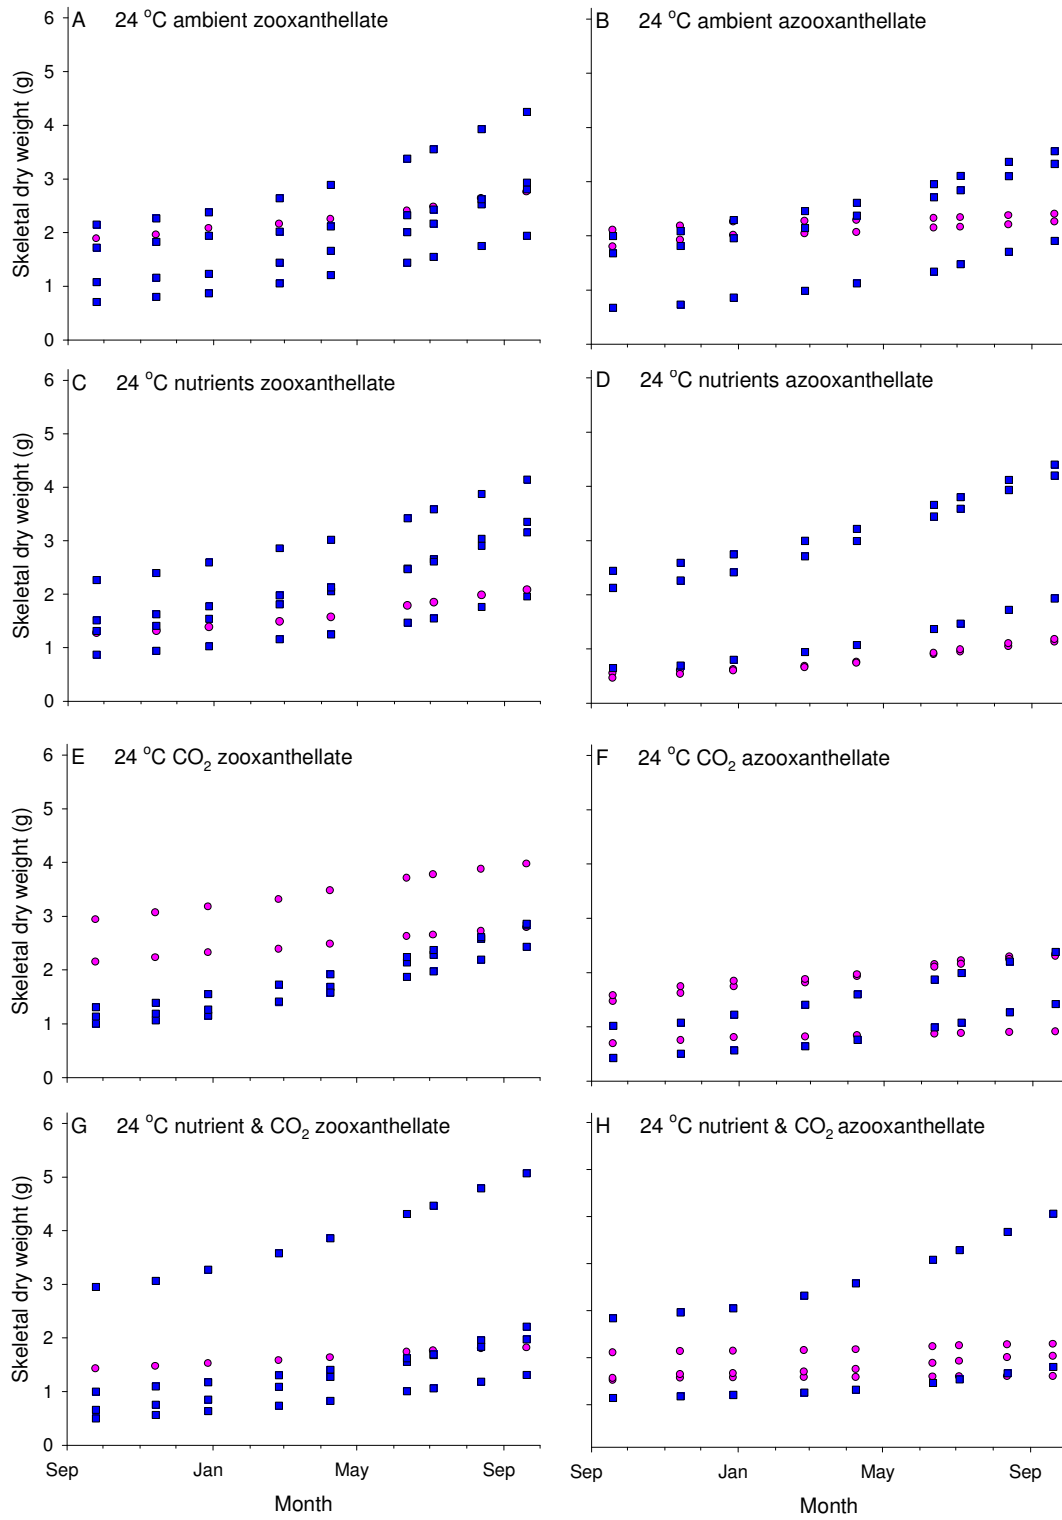 A 24 °C ambient zooxanthellate
B 24 °C ambient azooxanthellate
6
5
4
3
2
1
0
Skeletal dry weight (g)
C 24 °C nutrients zooxanthellate
D 24 °C nutrients azooxanthellate
6
5
4
3
2
1
0
Skeletal dry weight (g)
E 24 °C CO₂ zooxanthellate
F 24 °C CO₂ azooxanthellate
6
5
4
3
2
1
0
Skeletal dry weight (g)
G 24 °C nutrient & CO₂ zooxanthellate
H 24 °C nutrient & CO₂ azooxanthellate
6
5
4
3
2
1
0
Skeletal dry weight (g)
Sep Jan May Sep
Sep Jan May Sep
Month
Month